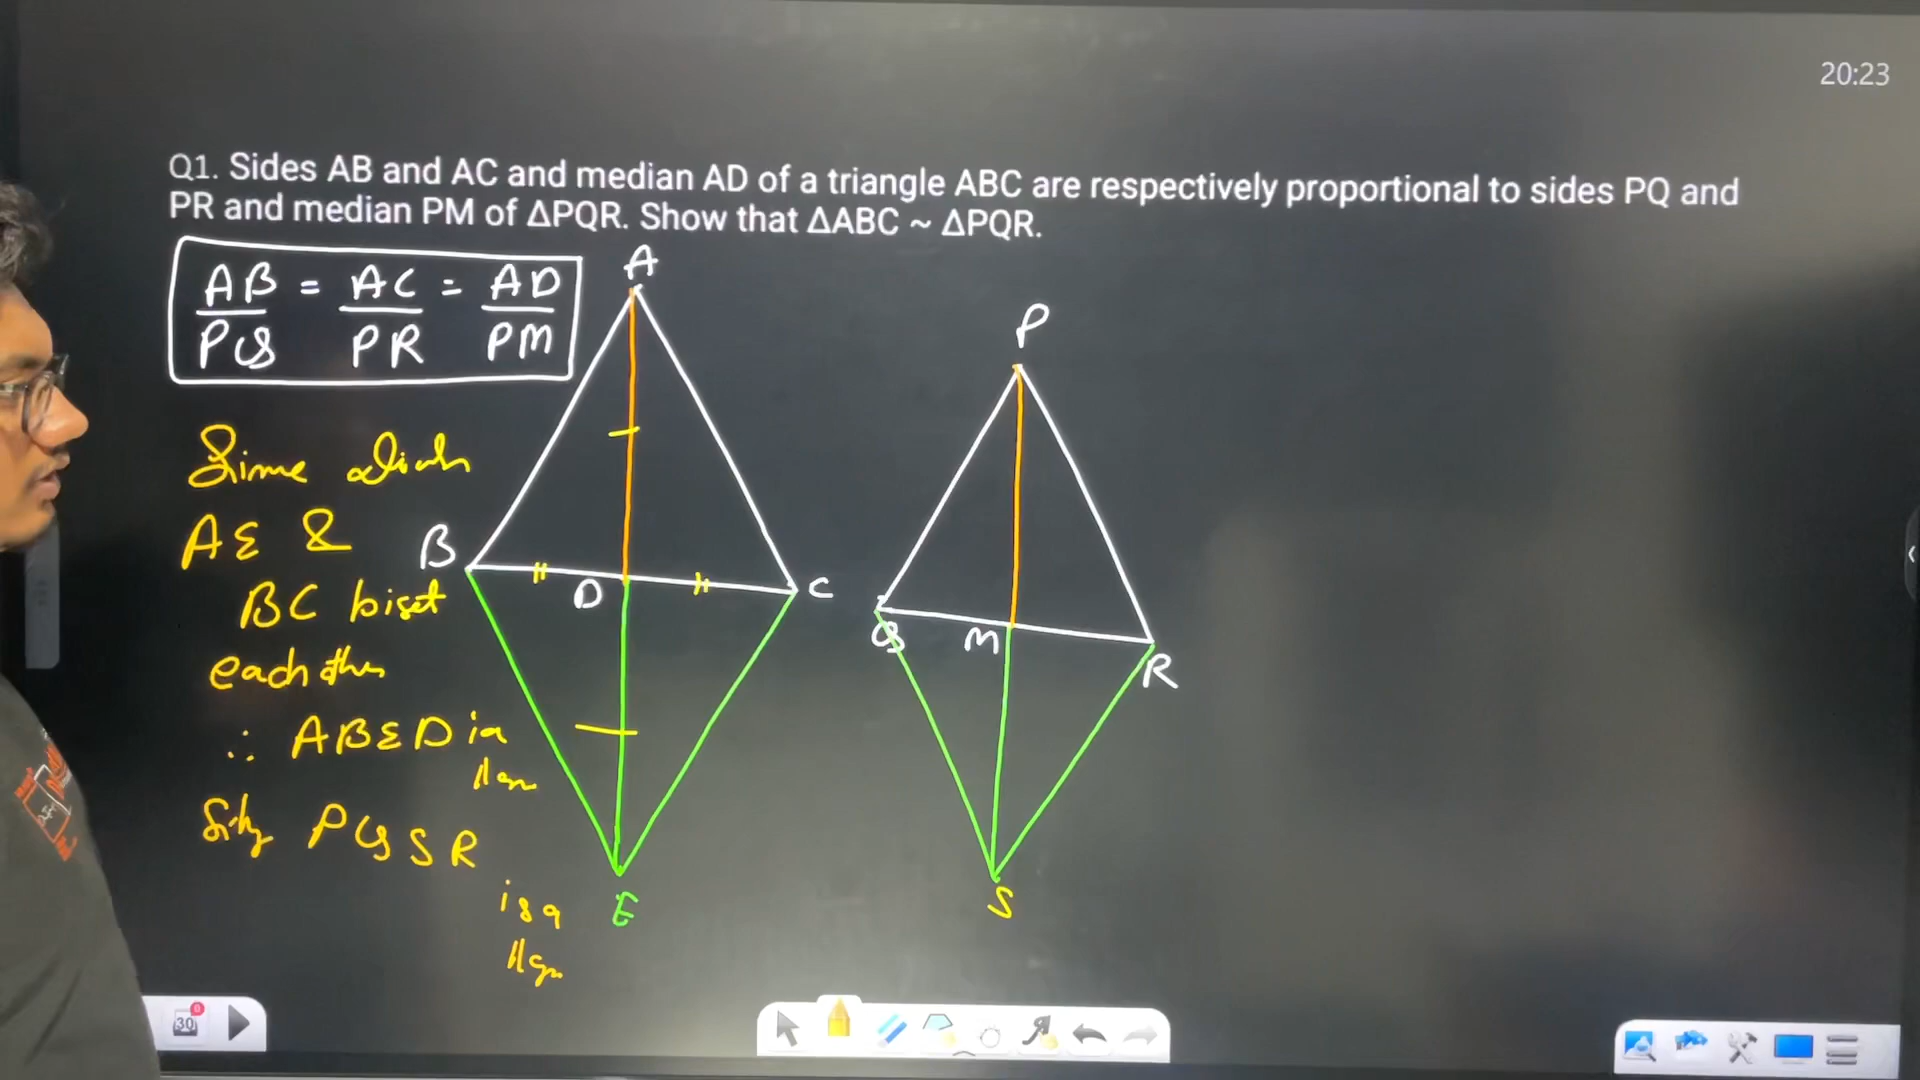 20:23
Q1. Sides AB and AC and median AD of a triangle ABC are respectively proportional to sides PQ and
PR and median PM of ΔPQR. Show that ΔABC ~ ΔPQR.
AB/PQ = AC/PR = AD/PM
A
P
B
D
C
Q
M
R
E
S
Since
AE &
BC biset
each other
∴ ABED is
||gm
Sily PQSR
is a
||gm
30
0